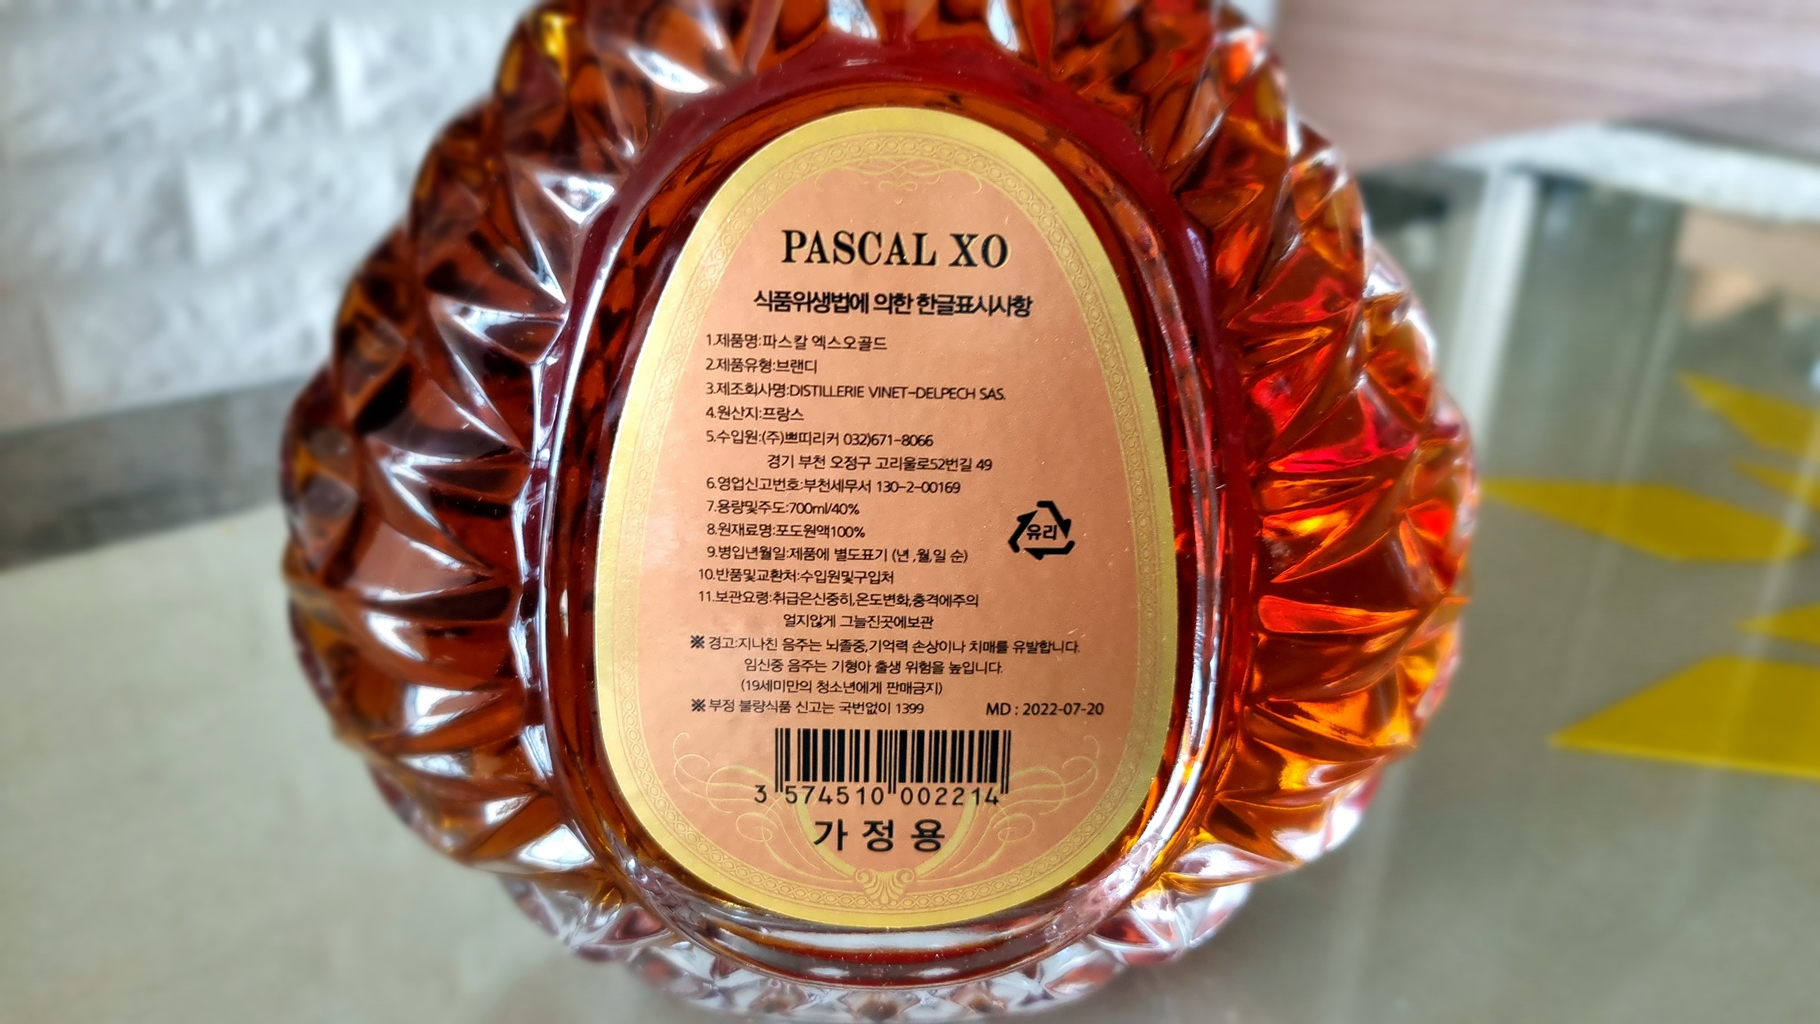 PASCAL XO
식품위생법에 의한 한글표시사항
1.제품명:파스칼 엑스오골드
2.제품유형:브랜디
3.제조회사명:DISTILLERIE VINET-DELPECH SAS.
4.원산지:프랑스
5.수입원:(주)쁘띠리커 032)671-8066
경기 부천 오정구 고리울로52번길 49
6.영업신고번호:부천세무서 130-2-00169
7.용량및주도:700ml/40%
8.원재료명:포도원액100%
유리
9.병입년월일:제품에 별도표기 (년 ,월,일 순)
10.반품및교환처:수입원및구입처
11.보관요령:취급은신중히,온도변화,충격에주의
얼지않게 그늘진곳에보관
※ 경고:지나친 음주는 뇌졸중,기억력 손상이나 치매를 유발합니다.
임신중 음주는 기형아 출생 위험을 높입니다.
(19세미만의 청소년에게 판매금지)
※ 부정 불량식품 신고는 국번없이 1399 MD : 2022-07-20
3 574510 002214
가정용